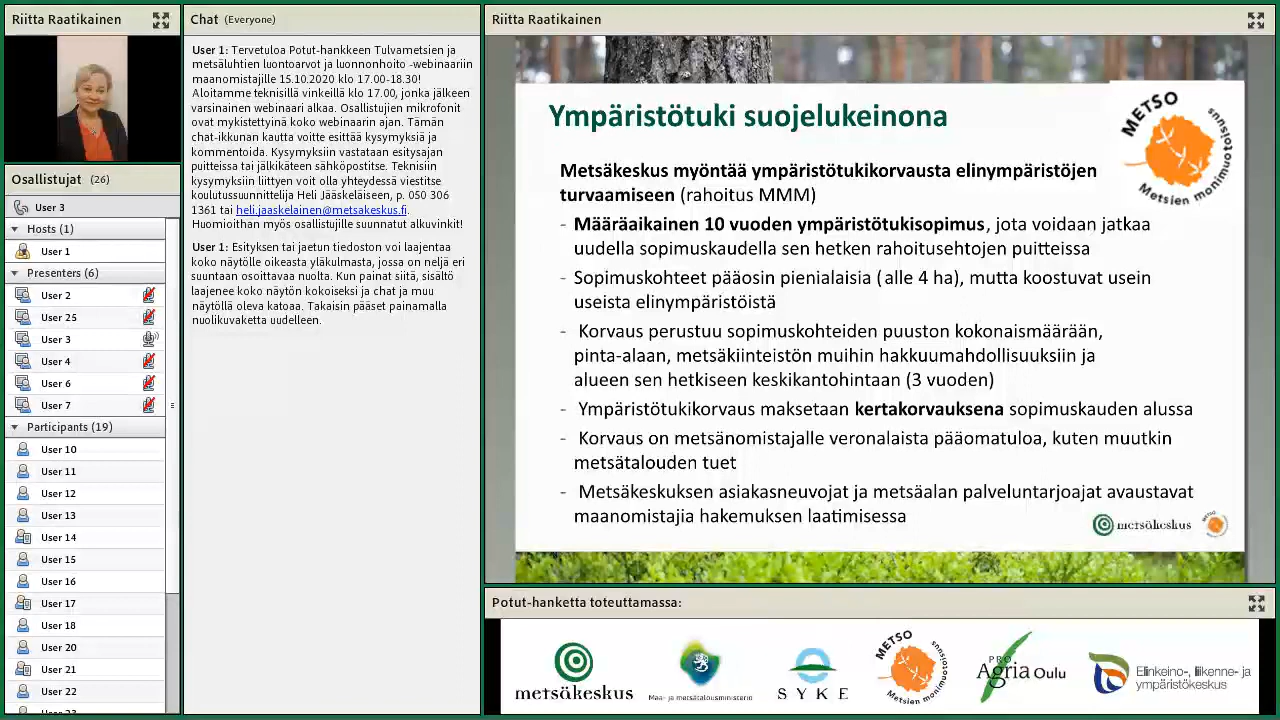 Riitta Raatikainen
Osallistujat (26)
User 3
Hosts (1)
User 1
Presenters (6)
User 2
User 25
User 3
User 4
User 6
User 7
Participants (19)
User 10
User 11
User 12
User 13
User 14
User 15
User 16
User 17
User 18
User 20
User 21
User 22
Chat (Everyone)
User 1: Tervetuloa Potut-hankkeen Tulvametsien ja
metsäluhtien luontoarvot ja luonnonhoito -webinaariin
maanomistajille 15.10.2020 klo 17.00-18.30!
Aloitamme teknisillä vinkeillä klo 17.00, jonka jälkeen
varsinainen webinaari alkaa. Osallistujien mikrofonit
ovat mykistettyinä koko webinaarin ajan. Tämän
chat-ikkunan kautta voitte esittää kysymyksiä ja
kommentoida. Kysymyksiin vastataan esitysajan
puitteissa tai jälkikäteen sähköpostitse. Teknisiin
kysymyksiin liittyen voit olla yhteydessä viestitse
koulutussuunnittelija Heli Jääskeläiseen, p. 050 306
1361 tai heli.jaaskelainen@metsakeskus.fi.
Huomioithan myös osallistujille suunnatut alkuvinkit!
User 1: Esityksen tai jaetun tiedoston voi laajentaa
koko näytölle oikeasta yläkulmasta, jossa on neljä eri
suuntaan osoittavaa nuolta. Kun painat siitä, sisältö
laajenee koko näytön kokoiseksi ja chat ja muu
näytöllä oleva katoaa. Takaisin pääset painamalla
nuolikuvaketta uudelleen.
Riitta Raatikainen
Ympäristötuki suojelukeinona
METSO
Metsien monimuotoisuus
Metsäkeskus myöntää ympäristötukikorvausta elinympäristöjen
turvaamiseen (rahoitus MMM)
- Määräaikainen 10 vuoden ympäristötukisopimus, jota voidaan jatkaa
uudella sopimuskaudella sen hetken rahoitusehtojen puitteissa
- Sopimuskohteet pääosin pienialaisia (alle 4 ha), mutta koostuvat usein
useista elinympäristöistä
- Korvaus perustuu sopimuskohteiden puuston kokonaismäärään,
pinta-alaan, metsäkiinteistön muihin hakkuumahdollisuuksiin ja
alueen sen hetkiseen keskikantohintaan (3 vuoden)
- Ympäristötukikorvaus maksetaan kertakorvauksena sopimuskauden alussa
- Korvaus on metsänomistajalle veronalaista pääomatuloa, kuten muutkin
metsätalouden tuet
- Metsäkeskuksen asiakasneuvojat ja metsäalan palveluntarjoajat avaustavat
maanomistajia hakemuksen laatimisessa
metsäkeskus
Potut-hanketta toteuttamassa:
metsäkeskus
Maa- ja metsätalousministeriö
SYKE
METSO
Metsien monimuotoisuus
PRO
Agria Oulu
Elinkeino-, liikenne- ja
ympäristökeskus